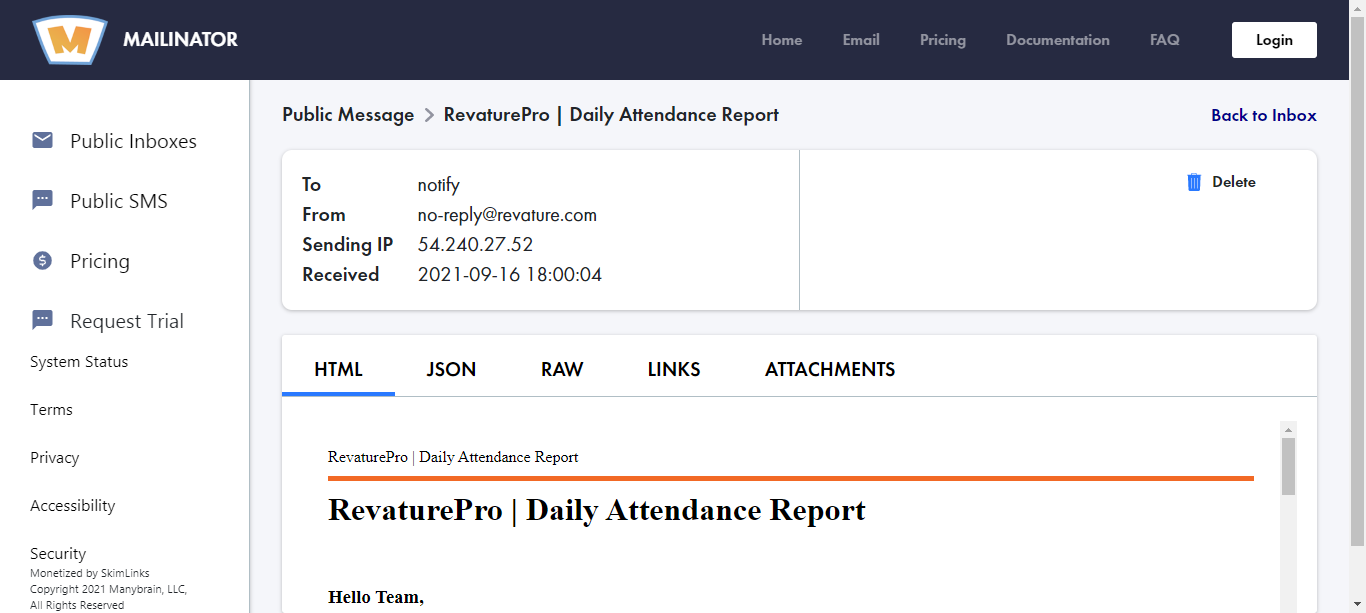 MAILINATOR
Home Email Pricing Documentation FAQ Login
Public Inboxes
Public SMS
Pricing
Request Trial
System Status
Terms
Privacy
Accessibility
Security
Monetized by SkimLinks
Copyright 2021 Manybrain, LLC,
All Rights Reserved
Public Message > RevaturePro | Daily Attendance Report
Back to Inbox
To notify
From no-reply@revature.com
Sending IP 54.240.27.52
Received 2021-09-16 18:00:04
Delete
HTML JSON RAW LINKS ATTACHMENTS
RevaturePro | Daily Attendance Report
RevaturePro | Daily Attendance Report
Hello Team,